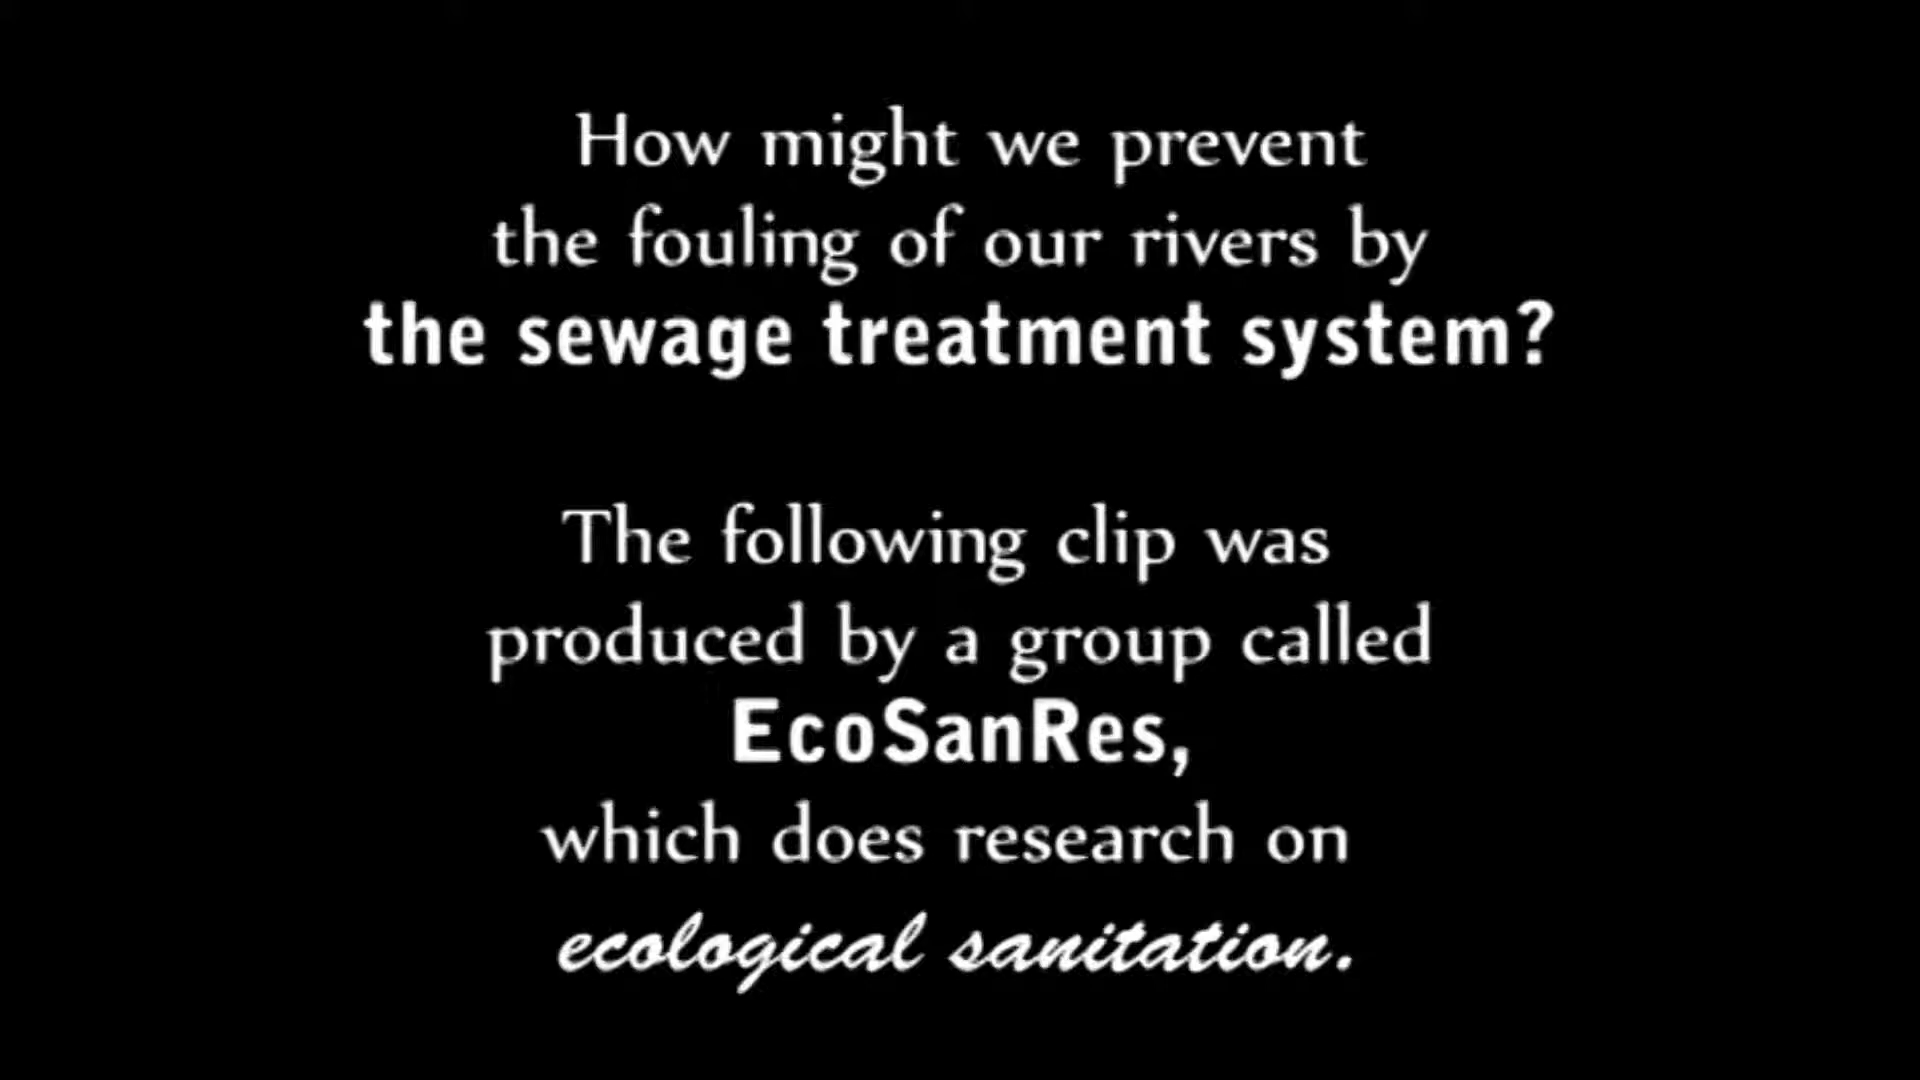 How might we prevent
the fouling of our rivers by
the sewage treatment system?
The following clip was
produced by a group called
EcoSanRes,
which does research on
ecological sanitation.